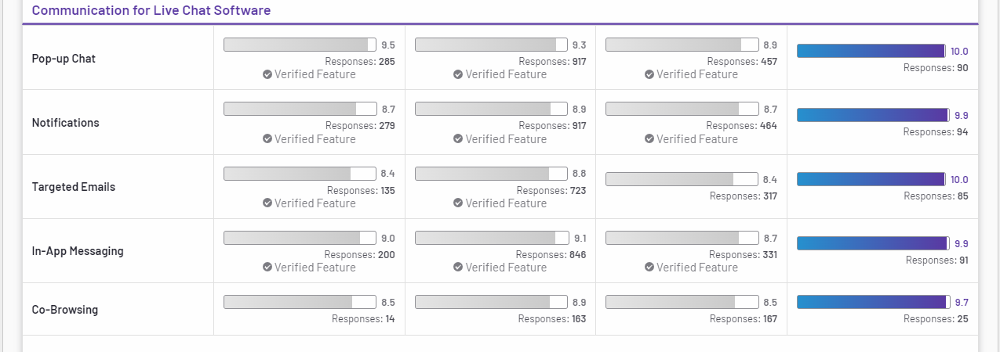 Communication for Live Chat Software
Pop-up Chat
9.5
Responses: 285
Verified Feature
9.3
Responses: 917
Verified Feature
8.9
Responses: 457
Verified Feature
10.0
Responses: 90
Notifications
8.7
Responses: 279
Verified Feature
8.9
Responses: 917
Verified Feature
8.7
Responses: 464
Verified Feature
9.9
Responses: 94
Targeted Emails
8.4
Responses: 135
Verified Feature
8.8
Responses: 723
Verified Feature
8.4
Responses: 317
10.0
Responses: 85
In-App Messaging
9.0
Responses: 200
Verified Feature
9.1
Responses: 846
Verified Feature
8.7
Responses: 331
Verified Feature
9.9
Responses: 91
Co-Browsing
8.5
Responses: 14
8.9
Responses: 163
8.5
Responses: 167
9.7
Responses: 25